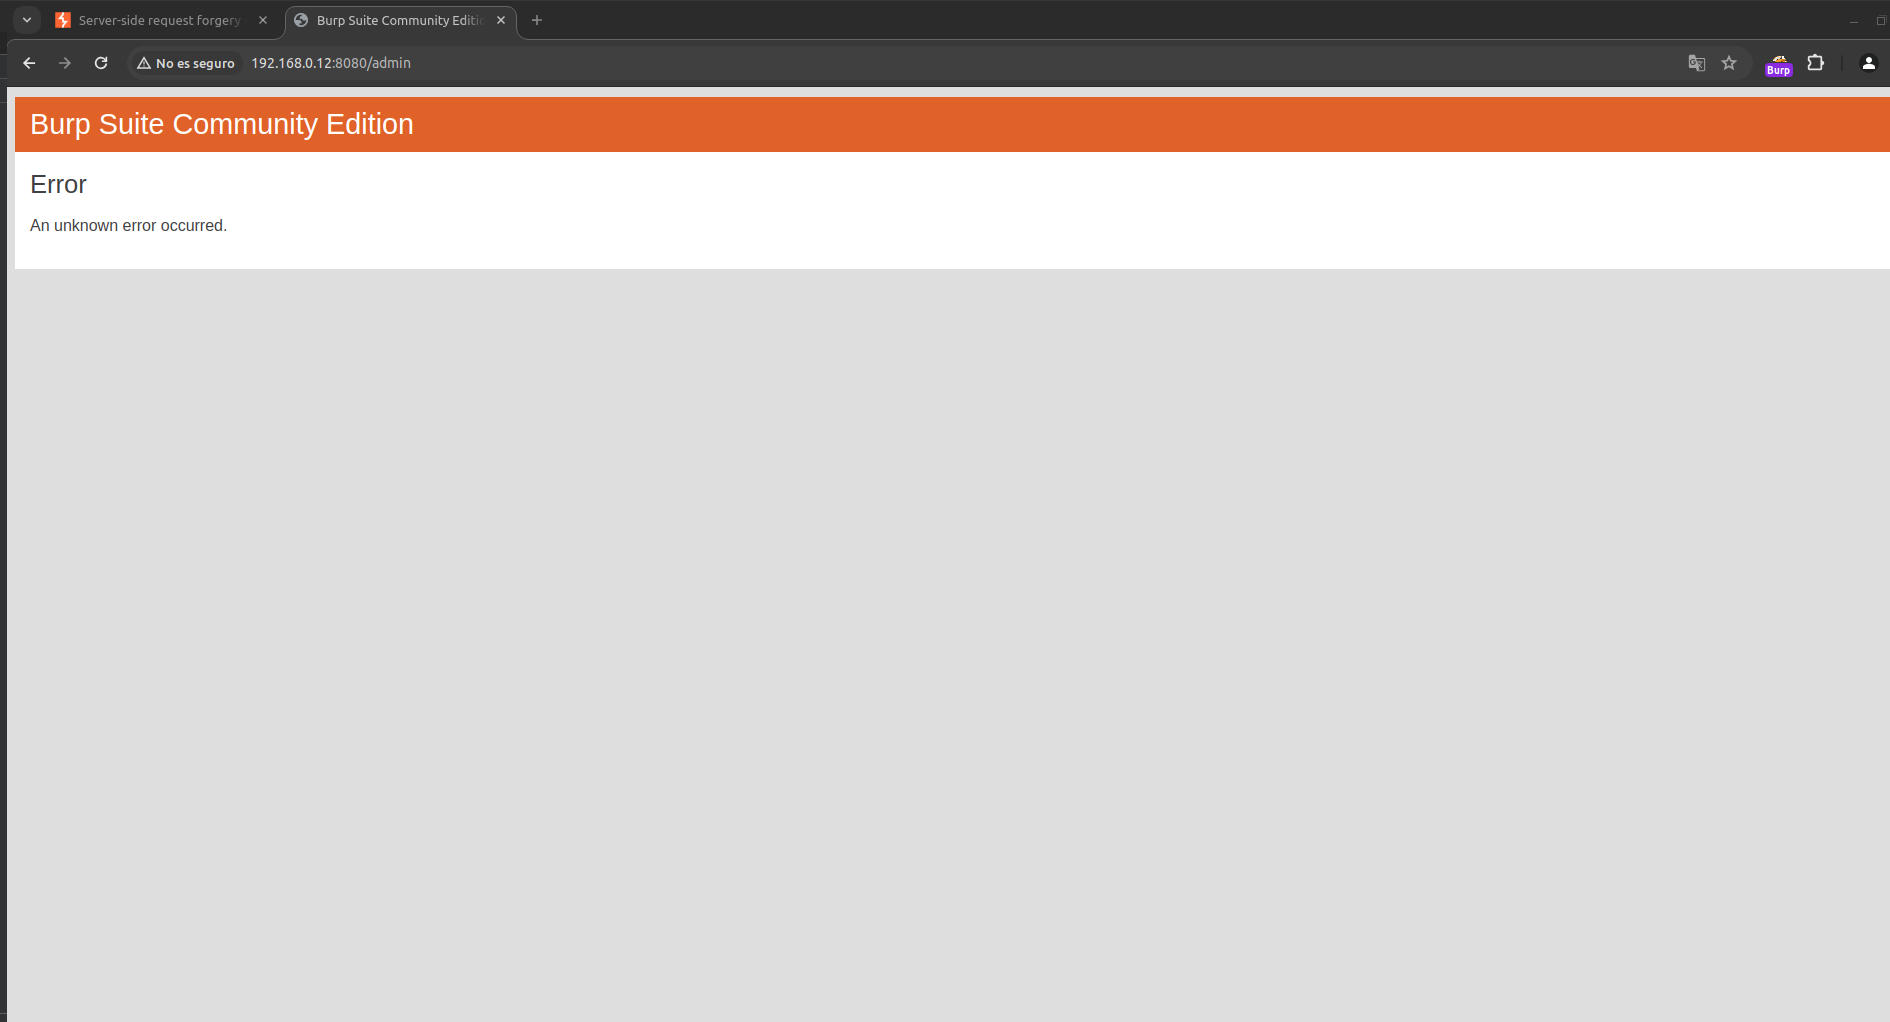 Server-side request forgery
Burp Suite Community Editi
No es seguro
192.168.0.12:8080/admin
Burp
Burp Suite Community Edition
Error
An unknown error occurred.